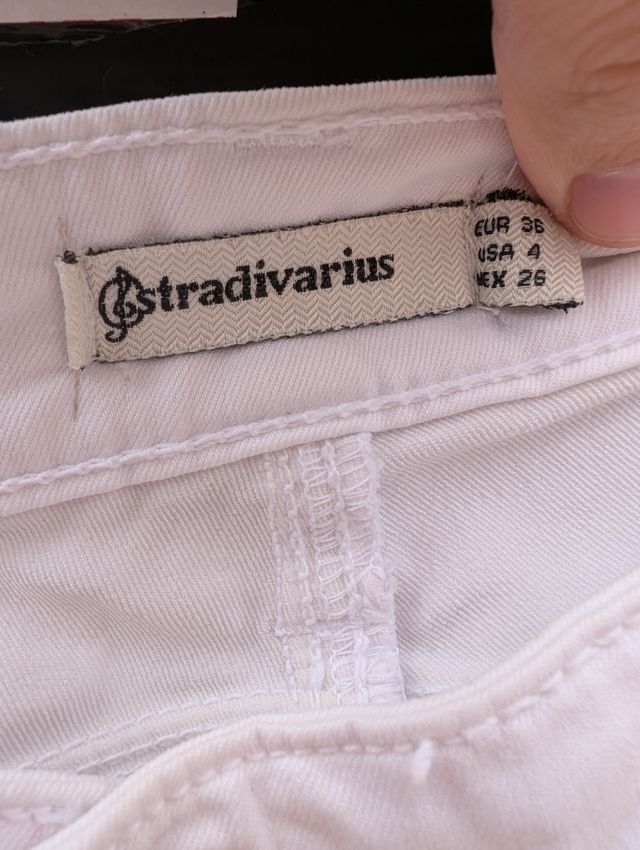 stradivarius
EUR 36
USA 4
MEX 26